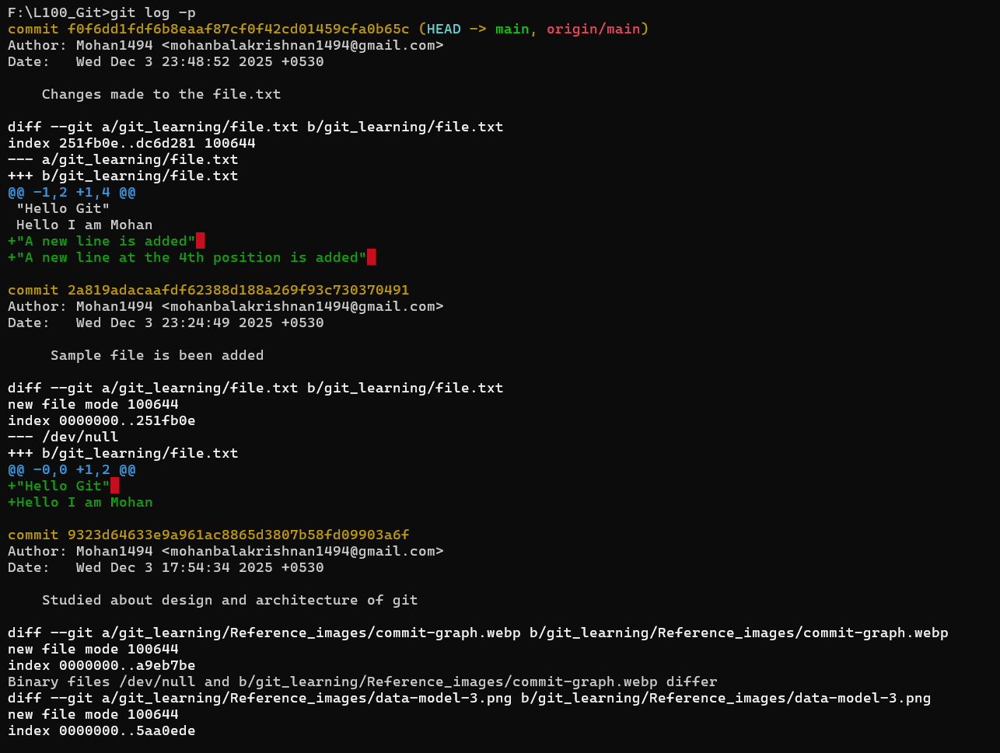 F:\L100_Git>git log -p
commit f0f6dd1fdf6b8eaaf87cf0f42cd01459cfa0b65c (HEAD -> main, origin/main)
Author: Mohan1494 <mohanbalakrishnan1494@gmail.com>
Date:   Wed Dec 3 23:48:52 2025 +0530
    Changes made to the file.txt
diff --git a/git_learning/file.txt b/git_learning/file.txt
index 251fb0e..dc6d281 100644
--- a/git_learning/file.txt
+++ b/git_learning/file.txt
@@ -1,2 +1,4 @@
 "Hello Git"
 Hello I am Mohan
+"A new line is added"
+"A new line at the 4th position is added"
commit 2a819adacaafdf62388d188a269f93c730370491
Author: Mohan1494 <mohanbalakrishnan1494@gmail.com>
Date:   Wed Dec 3 23:24:49 2025 +0530
     Sample file is been added
diff --git a/git_learning/file.txt b/git_learning/file.txt
new file mode 100644
index 0000000..251fb0e
--- /dev/null
+++ b/git_learning/file.txt
@@ -0,0 +1,2 @@
+"Hello Git"
+Hello I am Mohan
commit 9323d64633e9a961ac8865d3807b58fd09903a6f
Author: Mohan1494 <mohanbalakrishnan1494@gmail.com>
Date:   Wed Dec 3 17:54:34 2025 +0530
    Studied about design and architecture of git
diff --git a/git_learning/Reference_images/commit-graph.webp b/git_learning/Reference_images/commit-graph.webp
new file mode 100644
index 0000000..a9eb7be
Binary files /dev/null and b/git_learning/Reference_images/commit-graph.webp differ
diff --git a/git_learning/Reference_images/data-model-3.png b/git_learning/Reference_images/data-model-3.png
new file mode 100644
index 0000000..5aa0ede